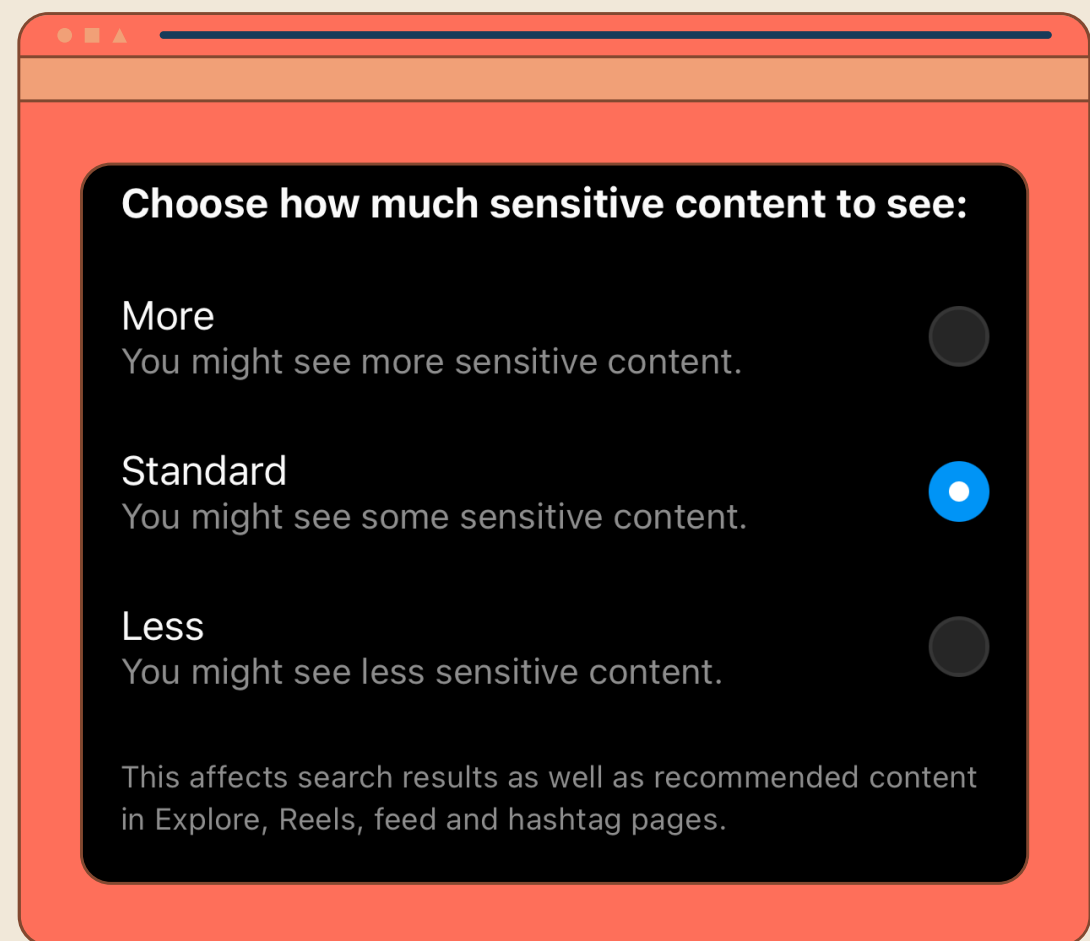 Choose how much sensitive content to see:
More
You might see more sensitive content.
Standard
You might see some sensitive content.
Less
You might see less sensitive content.
This affects search results as well as recommended content
in Explore, Reels, feed and hashtag pages.